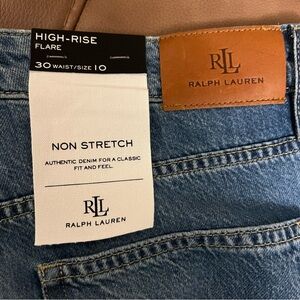 HIGH-RISE
FLARE
30 WAIST/SIZE 10
RLL
RALPH LAUREN
NON STRETCH
AUTHENTIC DENIM FOR A CLASSIC
FIT AND FEEL.
RLL
RALPH LAUREN